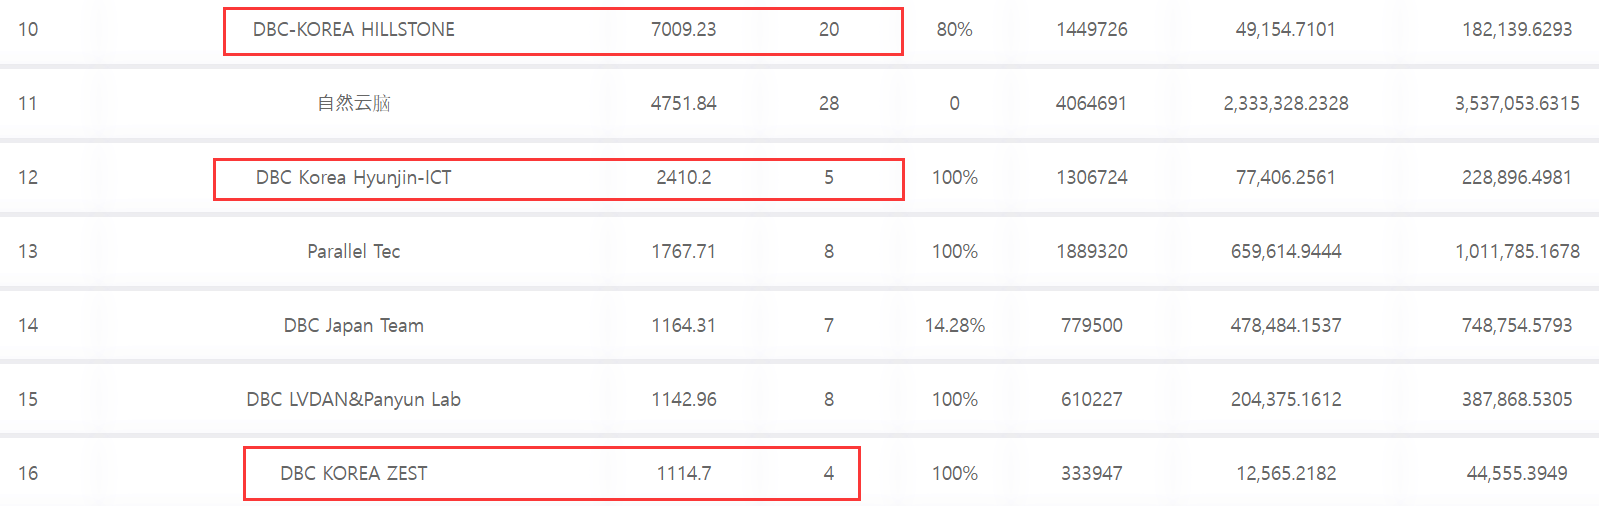 10 DBC-KOREA HILLSTONE 7009.23 20 80% 1449726 49,154.7101 182,139.6293
11 自然云脑 4751.84 28 0 4064691 2,333,328.2328 3,537,053.6315
12 DBC Korea Hyunjin-ICT 2410.2 5 100% 1306724 77,406.2561 228,896.4981
13 Parallel Tec 1767.71 8 100% 1889320 659,614.9444 1,011,785.1678
14 DBC Japan Team 1164.31 7 14.28% 779500 478,484.1537 748,754.5793
15 DBC LVDAN&Panyun Lab 1142.96 8 100% 610227 204,375.1612 387,868.5305
16 DBC KOREA ZEST 1114.7 4 100% 333947 12,565.2182 44,555.3949